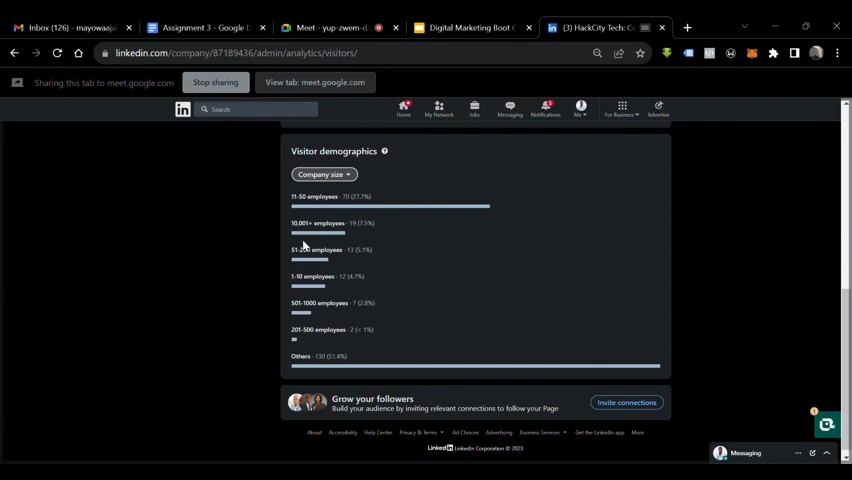 Inbox (126) - mayowaaja
Assignment 3 - Google D
Meet - yup-zwem-d
Digital Marketing Boot C
(3) HackCity Tech: C
linkedin.com/company/87189436/admin/analytics/visitors/
Sharing this tab to meet.google.com
Stop sharing
View tab: meet.google.com
in
Search
Home
My Network
Jobs
Messaging
Notifications
Me
For Business
Advertise
Visitor demographics
Company size
11-50 employees · 70 (27.7%)
10,001+ employees · 19 (7.5%)
51-200 employees · 13 (5.1%)
1-10 employees · 12 (4.7%)
501-1000 employees · 7 (2.8%)
201-500 employees · 2 (< 1%)
Others · 130 (51.4%)
Grow your followers
Build your audience by inviting relevant connections to follow your Page
Invite connections
About Accessibility Help Center Privacy & Terms Ad Choices Advertising Business Services Get the LinkedIn app More
LinkedIn LinkedIn Corporation © 2023
1
Messaging